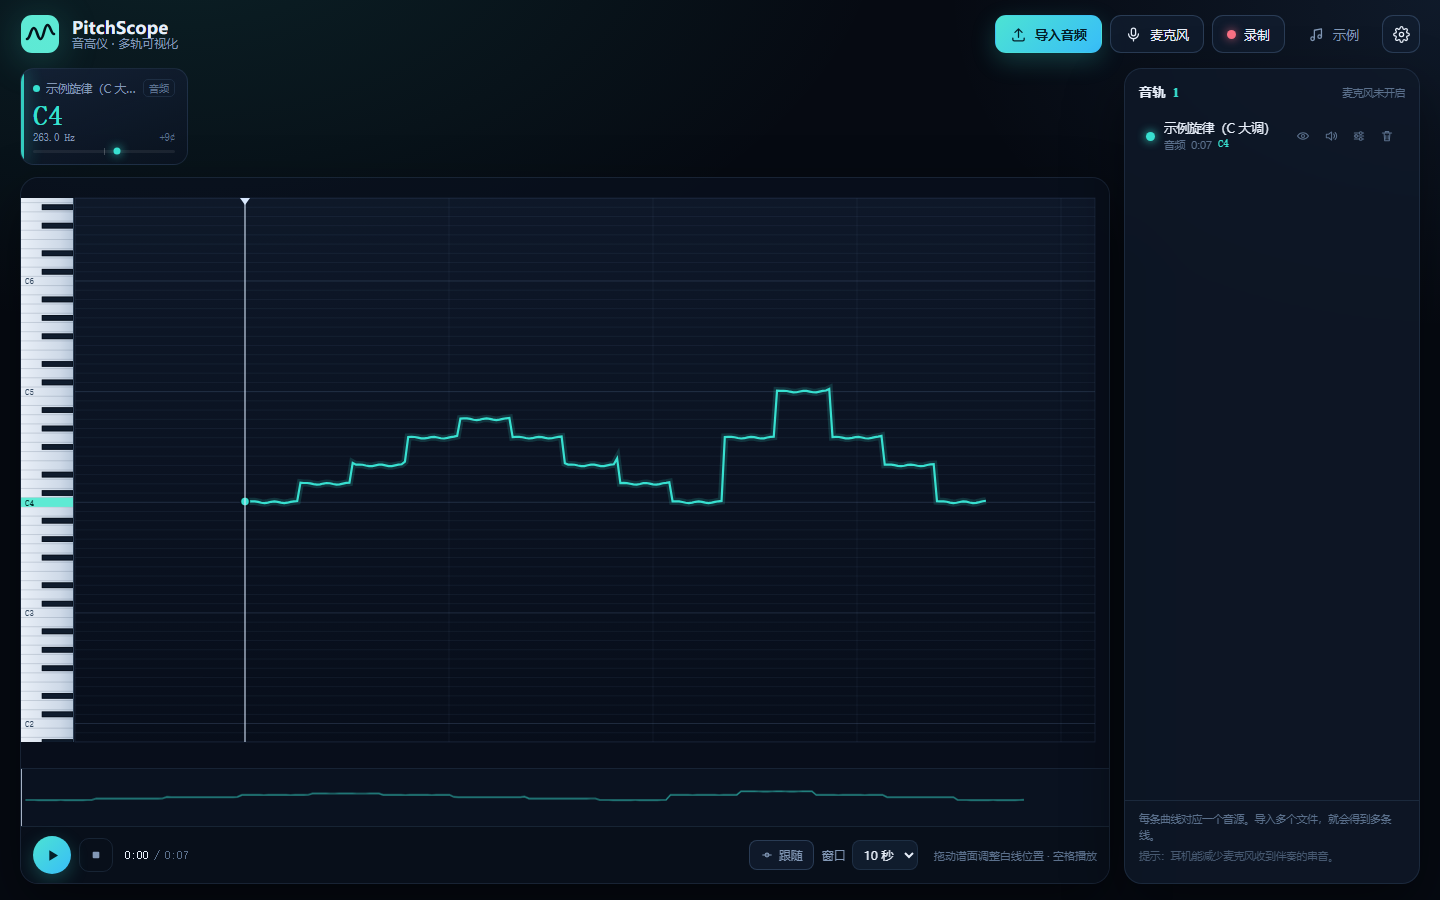 PitchScope
音高仪 · 多轨可视化
导入音频
麦克风
录制
示例
示例旋律（C 大...
音频
C4
263.0 Hz
+9¢
C6
C5
C4
C3
C2
0:00 / 0:07
跟随
窗口
10 秒
拖动谱面调整白线位置 · 空格播放
音轨 1
麦克风未开启
示例旋律（C 大调）
音频 0:07 C4
每条曲线对应一个音源。导入多个文件，就会得到多条
线。
提示：耳机能减少麦克风收到伴奏的串音。